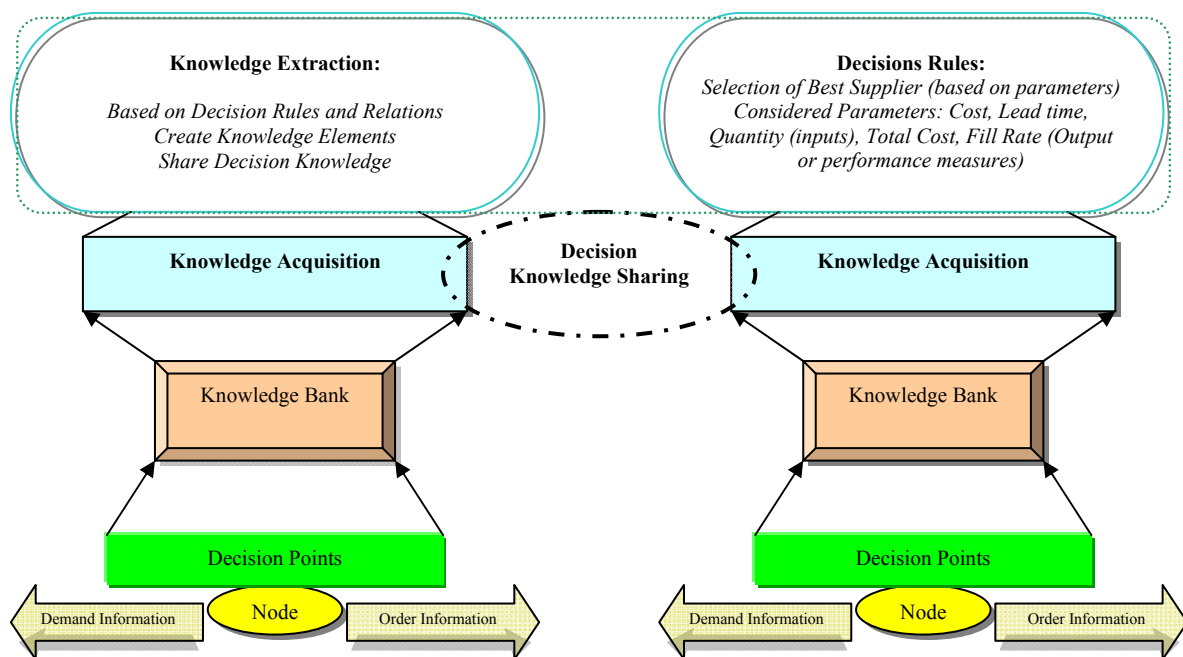 Knowledge Extraction:
Based on Decision Rules and Relations
Create Knowledge Elements
Share Decision Knowledge
Decisions Rules:
Selection of Best Supplier (based on parameters)
Considered Parameters: Cost, Lead time,
Quantity (inputs), Total Cost, Fill Rate (Output
or performance measures)
Knowledge Acquisition
Decision
Knowledge Sharing
Knowledge Acquisition
Knowledge Bank
Knowledge Bank
Decision Points
Decision Points
Demand Information
Node
Order Information
Demand Information
Node
Order Information